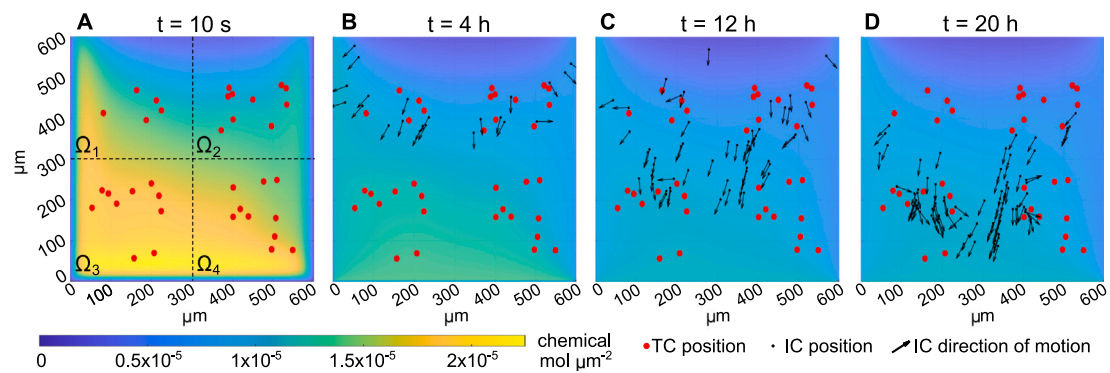 A t = 10 s B t = 4 h C t = 12 h D t = 20 h
600
500
400
300
200
100
0
µm
Ω1 Ω2
Ω3 Ω4
0 100 200 300 400 500 600
µm
0 100 200 300 400 500 600
µm
0 100 200 300 400 500 600
µm
0 100 200 300 400 500 600
µm
0 0.5x10-5 1x10-5 1.5x10-5 2x10-5
chemical
mol µm-2
TC position IC position IC direction of motion